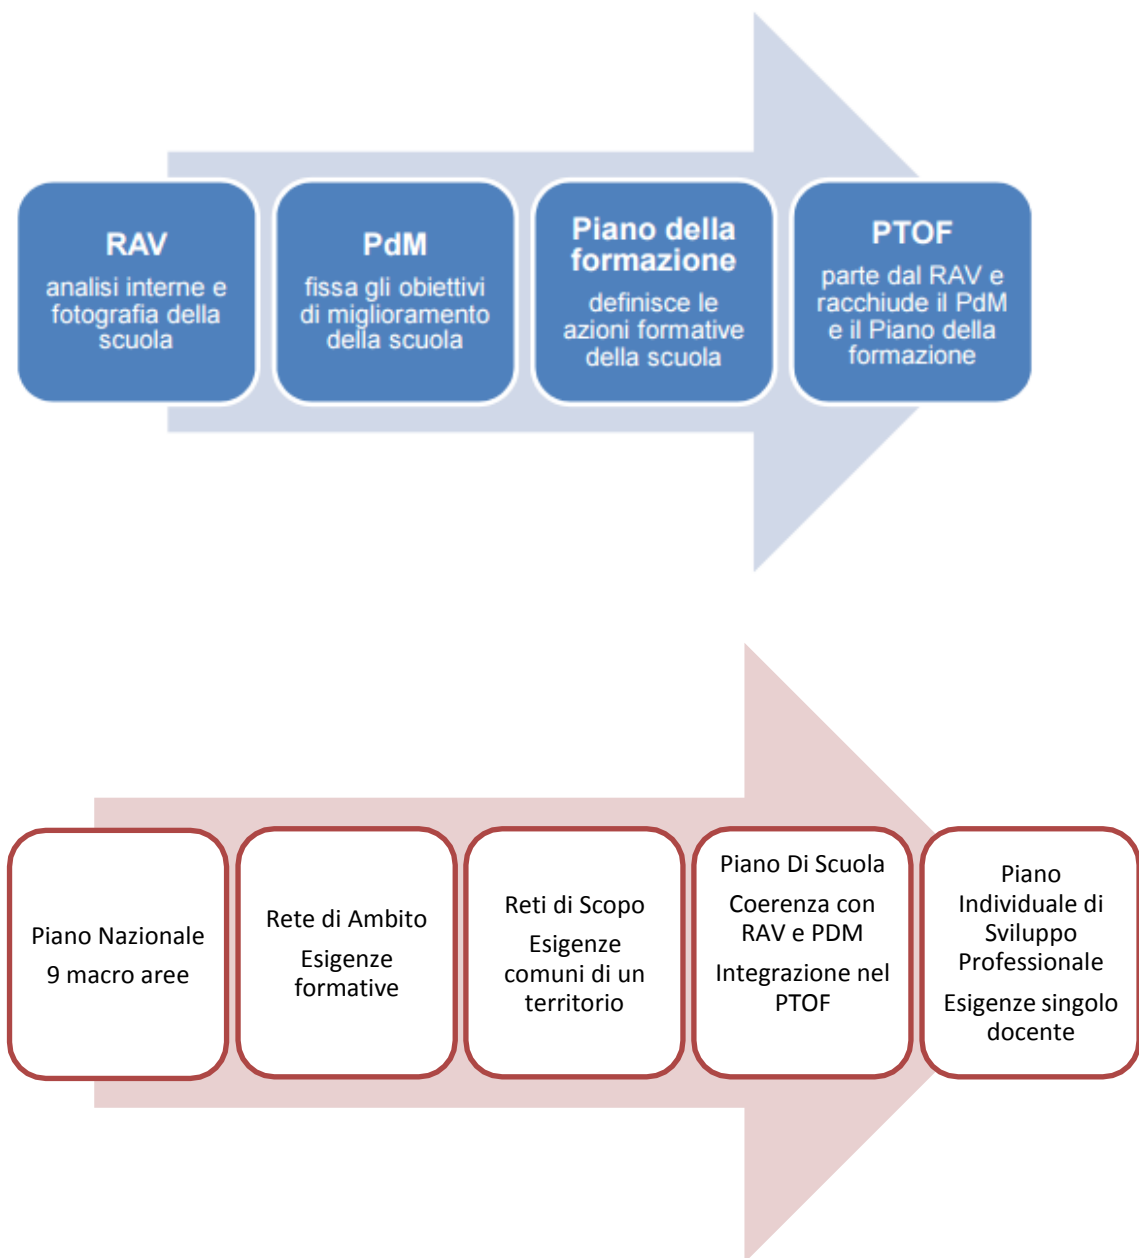 RAV
analisi interne e
fotografia della
scuola
PdM
fissa gli obiettivi
di miglioramento
della scuola
Piano della
formazione
definisce le
azioni formative
della scuola
PTOF
parte dal RAV e
racchiude il PdM
e il Piano della
formazione
Piano Nazionale
9 macro aree
Rete di Ambito
Esigenze
formative
Reti di Scopo
Esigenze
comuni di un
territorio
Piano Di Scuola
Coerenza con
RAV e PDM
Integrazione nel
PTOF
Piano
Individuale di
Sviluppo
Professionale
Esigenze singolo
docente